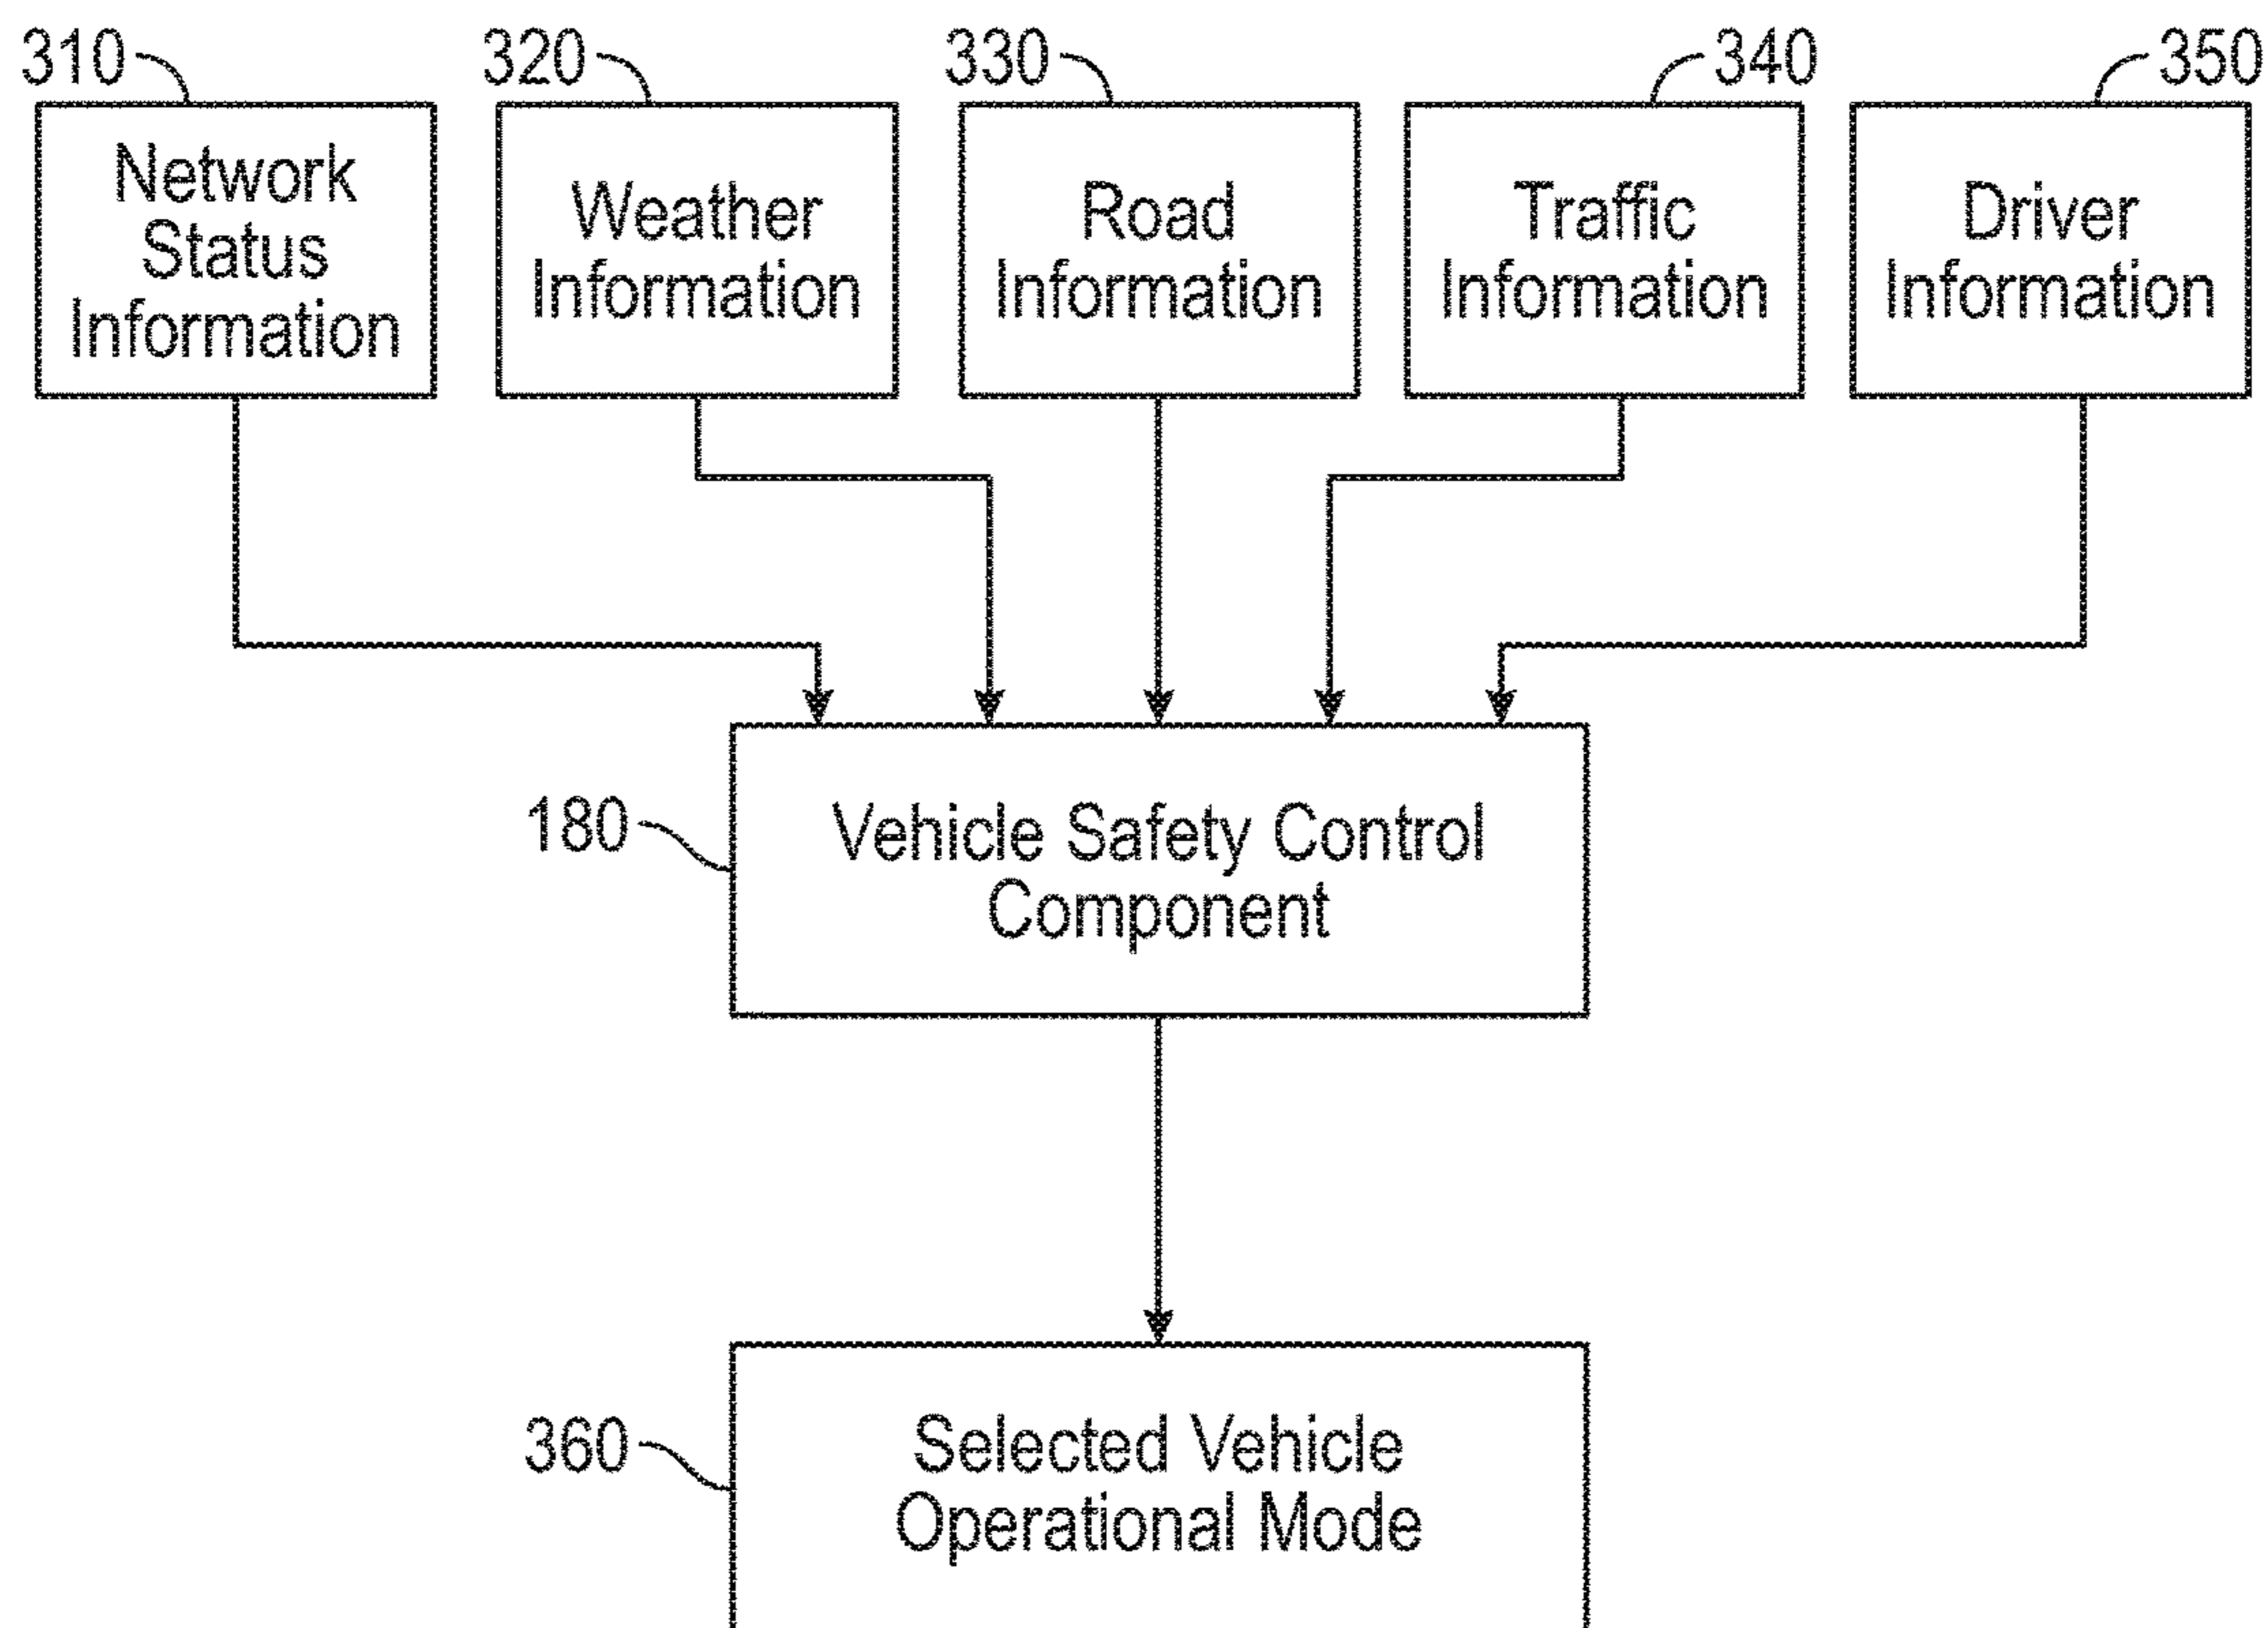 310
320
330
340
350
Network
Status
Information
Weather
Information
Road
Information
Traffic
Information
Driver
Information
180
Vehicle Safety Control
Component
360
Selected Vehicle
Operational Mode